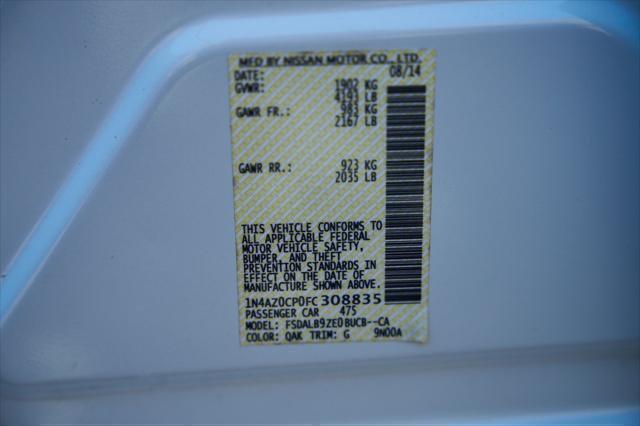 MFD BY NISSAN MOTOR CO., LTD.
DATE: 08/14
GVWR: 1902 KG
4193 LB
GAWR FR.: 983 KG
2167 LB
GAWR RR.: 923 KG
2035 LB
THIS VEHICLE CONFORMS TO
ALL APPLICABLE FEDERAL
MOTOR VEHICLE SAFETY,
BUMPER, AND THEFT
PREVENTION STANDARDS IN
EFFECT ON THE DATE OF
MANUFACTURE SHOWN ABOVE.
1N4AZ0CP0FC308835
PASSENGER CAR 475
MODEL: FSDALB9ZE0BUCB--CA
COLOR: QAK TRIM: G 9N00A